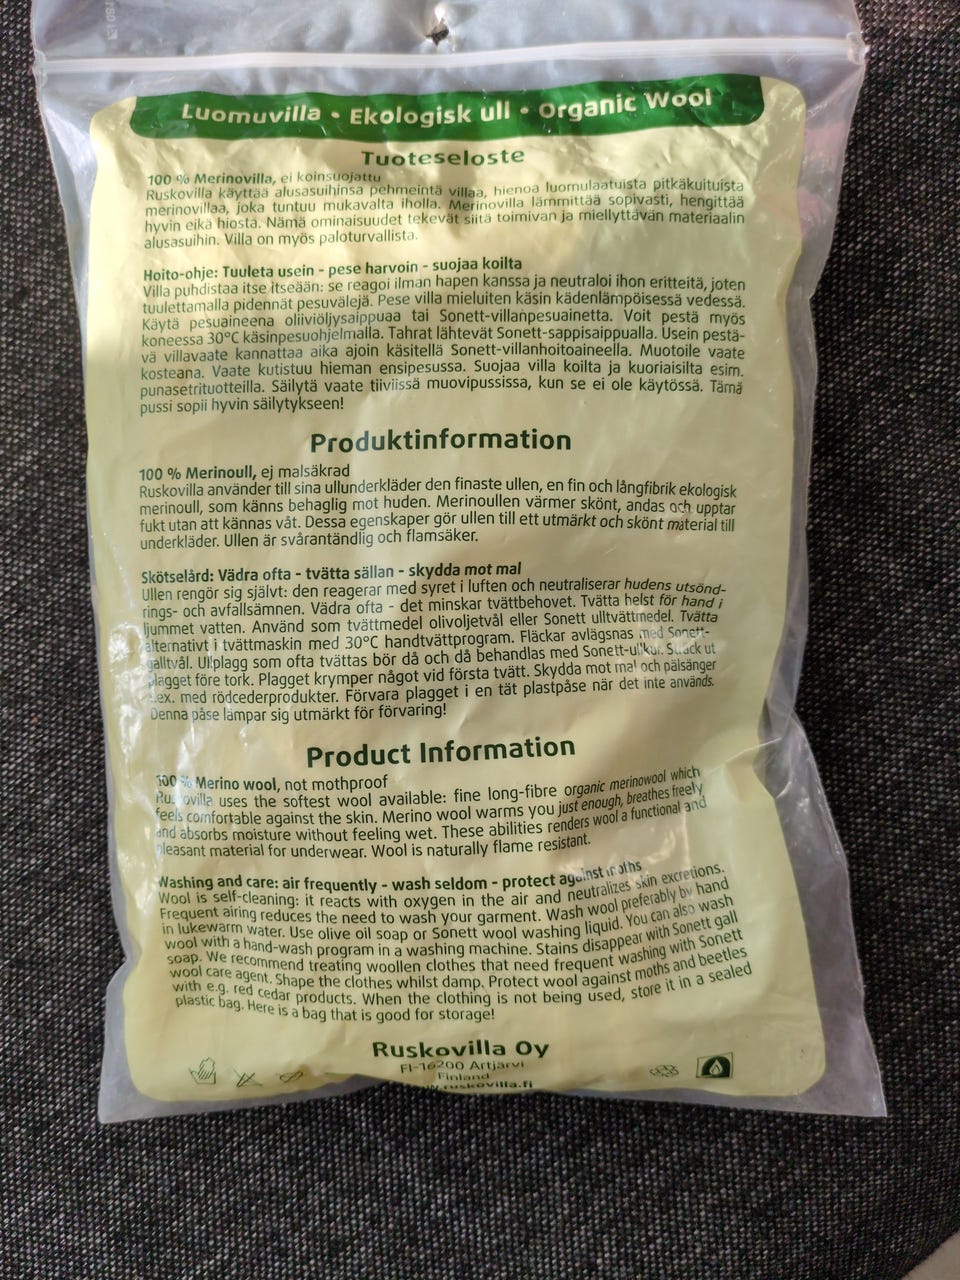 Luomuvilla • Ekologisk ull • Organic Wool
Tuoteseloste
100 % Merinovilla, ei koinsuojattu
Ruskovilla käyttää alusasuihinsa pehmeintä villaa, hienoa luomulaatuista pitkäkuituista
merinovillaa, joka tuntuu mukavalta iholla. Merinovilla lämmittää sopivasti, hengittää
hyvin eikä hiosta. Nämä ominaisuudet tekevät siitä toimivan ja miellyttävän materiaalin
alusasuihin. Villa on myös paloturvallista.
Hoito-ohje: Tuuleta usein - pese harvoin - suojaa koilta
Villa puhdistaa itse itseään: se reagoi ilman hapen kanssa ja neutraloi ihon eritteitä, joten
tuulettamalla pidennät pesuvälejä. Pese villa mieluiten käsin kädenlämpöisessä vedessä.
Käytä pesuaineena oliiviöljysaippuaa tai Sonett-villanpesuainetta. Voit pestä myös
koneessa 30°C käsinpesuohjelmalla. Tahrat lähtevät Sonett-sappisaippualla. Usein pestä-
vä villavaate kannattaa aika ajoin käsitellä Sonett-villanhoitoaineella. Muotoile vaate
kosteana. Vaate kutistuu hieman ensipesussa. Suojaa villa koilta ja kuoriaisilta esim.
punasetrituotteilla. Säilytä vaate tiiviissä muovipussissa, kun se ei ole käytössä. Tämä
pussi sopii hyvin säilytykseen!
Produktinformation
100 % Merinoull, ej malsäkrad
Ruskovilla använder till sina ullunderkläder den finaste ullen, en fin och långfibrik ekologisk
merinoull, som känns behaglig mot huden. Merinoullen värmer skönt, andas och upptar
fukt utan att kännas våt. Dessa egenskaper gör ullen till ett utmärkt och skönt material till
underkläder. Ullen är svårantändlig och flamsäker.
Skötselård: Vädra ofta - tvätta sällan - skydda mot mal
Ullen rengör sig självt: den reagerar med syret i luften och neutraliserar hudens utsönd-
rings- och avfallsämnen. Vädra ofta - det minskar tvättbehovet. Tvätta helst för hand i
ljummet vatten. Använd som tvättmedel olivoljetvål eller Sonett ulltvättmedel. Tvätta
alternativt i tvättmaskin med 30°C handtvättprogram. Fläckar avlägsnas med Sonett-
galltvål. Ullplagg som ofta tvättas bör då och då behandlas med Sonett-ullkur. Sträck ut
plagget före tork. Plagget krymper något vid första tvätt. Skydda mot mal och pälsänger
t.ex. med rödcederprodukter. Förvara plagget i en tät plastpåse när det inte används.
Denna påse lämpar sig utmärkt för förvaring!
Product Information
100 % Merino wool, not mothproof
Ruskovilla uses the softest wool available: fine long-fibre organic merinowool which
feels comfortable against the skin. Merino wool warms you just enough, breathes freely
and absorbs moisture without feeling wet. These abilities renders wool a functional and
pleasant material for underwear. Wool is naturally flame resistant.
Washing and care: air frequently - wash seldom - protect against moths
Wool is self-cleaning: it reacts with oxygen in the air and neutralizes skin excretions.
Frequent airing reduces the need to wash your garment. Wash wool preferably by hand
in lukewarm water. Use olive oil soap or Sonett wool washing liquid. You can also wash
wool with a hand-wash program in a washing machine. Stains disappear with Sonett gall
soap. We recommend treating woollen clothes that need frequent washing with Sonett
wool care agent. Shape the clothes whilst damp. Protect wool against moths and beetles
with e.g. red cedar products. When the clothing is not being used, store it in a sealed
plastic bag. Here is a bag that is good for storage!
Ruskovilla Oy
FI-16200 Artjärvi
Finland
www.ruskovilla.fi